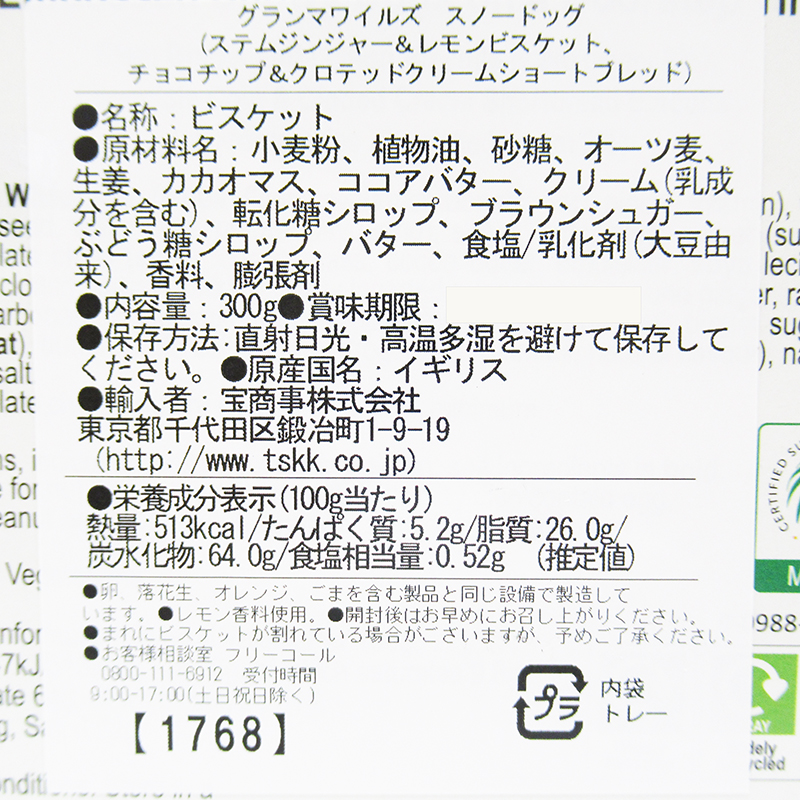 グランマワイルズ スノードッグ
(ステムジンジャー&レモンビスケット、
チョコチップ&クロテッドクリームショートブレッド)
●名称：ビスケット
●原材料名：小麦粉、植物油、砂糖、オーツ麦、
生姜、カカオマス、ココアバター、クリーム(乳成
分を含む)、転化糖シロップ、ブラウンシュガー、
ぶどう糖シロップ、バター、食塩/乳化剤(大豆由
来)、香料、膨張剤
●内容量：300g●賞味期限：
●保存方法:直射日光・高温多湿を避けて保存して
ください。●原産国名：イギリス
●輸入者：宝商事株式会社
東京都千代田区鍛冶町1-9-19
(http://www.tskk.co.jp)
●栄養成分表示(100g当たり)
熱量:513kcal/たんぱく質:5.2g/脂質:26.0g/
炭水化物:64.0g/食塩相当量:0.52g (推定値)
●卵、落花生、オレンジ、ごまを含む製品と同じ設備で製造して
います。●レモン香料使用。●開封後はお早めにお召し上がりください。
●まれにビスケットが割れている場合がございますが、予めご了承ください。
●お客様相談室 フリーコール
0800-111-6912 受付時間
9:00-17:00(土日祝日除く)
【1768】
プラ
内袋
トレー
CERTIFIED SU
0988-